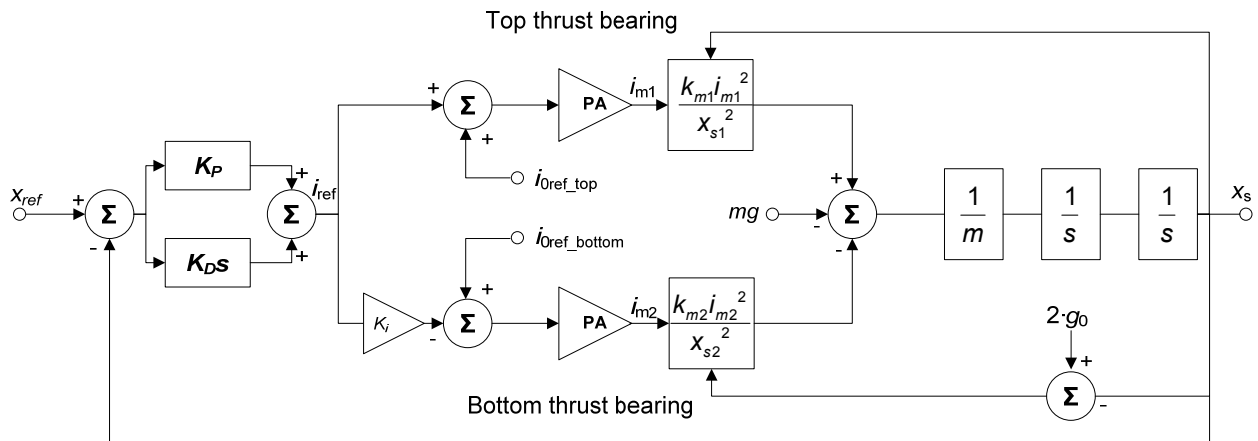 Top thrust bearing
x_ref
+
-
Σ
K_P
K_D s
+
+
Σ
i_ref
+
Σ
+
i_0ref_top
PA
i_m1
k_m1 i_m1^2
x_s1^2
i_0ref_bottom
K_i
-
+
Σ
PA
i_m2
k_m2 i_m2^2
x_s2^2
Bottom thrust bearing
mg
+
-
-
Σ
1
m
1
s
1
s
x_s
2·g_0
+
-
Σ